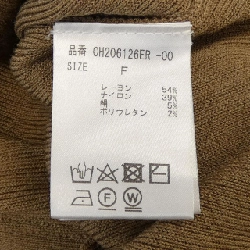 品番 CH206126FR -00
SIZE F
レーヨン 54%
ナイロン 39%
絹 5%
ポリウレタン 2%
F W